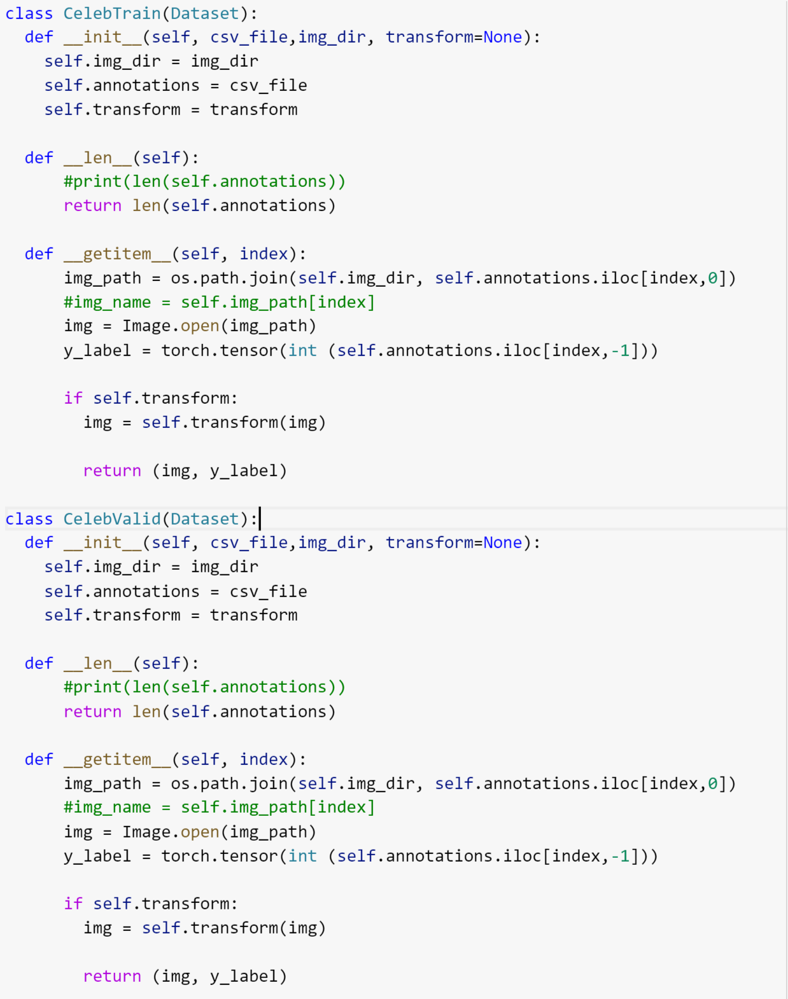 class CelebTrain(Dataset):
  def __init__(self, csv_file,img_dir, transform=None):
    self.img_dir = img_dir
    self.annotations = csv_file
    self.transform = transform

  def __len__(self):
      #print(len(self.annotations))
      return len(self.annotations)

  def __getitem__(self, index):
      img_path = os.path.join(self.img_dir, self.annotations.iloc[index,0])
      #img_name = self.img_path[index]
      img = Image.open(img_path)
      y_label = torch.tensor(int (self.annotations.iloc[index,-1]))

      if self.transform:
        img = self.transform(img)

        return (img, y_label)

class CelebValid(Dataset):
  def __init__(self, csv_file,img_dir, transform=None):
    self.img_dir = img_dir
    self.annotations = csv_file
    self.transform = transform

  def __len__(self):
      #print(len(self.annotations))
      return len(self.annotations)

  def __getitem__(self, index):
      img_path = os.path.join(self.img_dir, self.annotations.iloc[index,0])
      #img_name = self.img_path[index]
      img = Image.open(img_path)
      y_label = torch.tensor(int (self.annotations.iloc[index,-1]))

      if self.transform:
        img = self.transform(img)

        return (img, y_label)